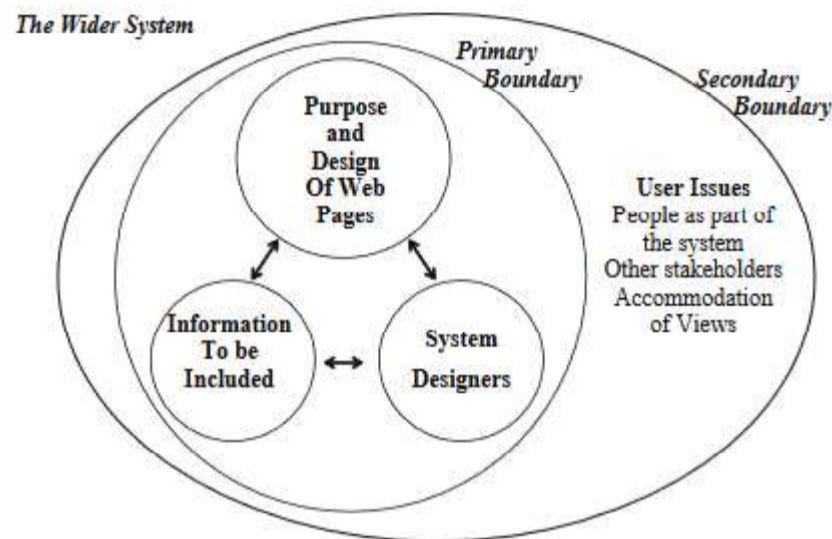 The Wider System
Primary
Boundary
Secondary
Boundary
Purpose
and
Design
Of Web
Pages
User Issues
People as part of
the system
Other stakeholders
Accommodation
of Views
Information
To be
Included
System
Designers